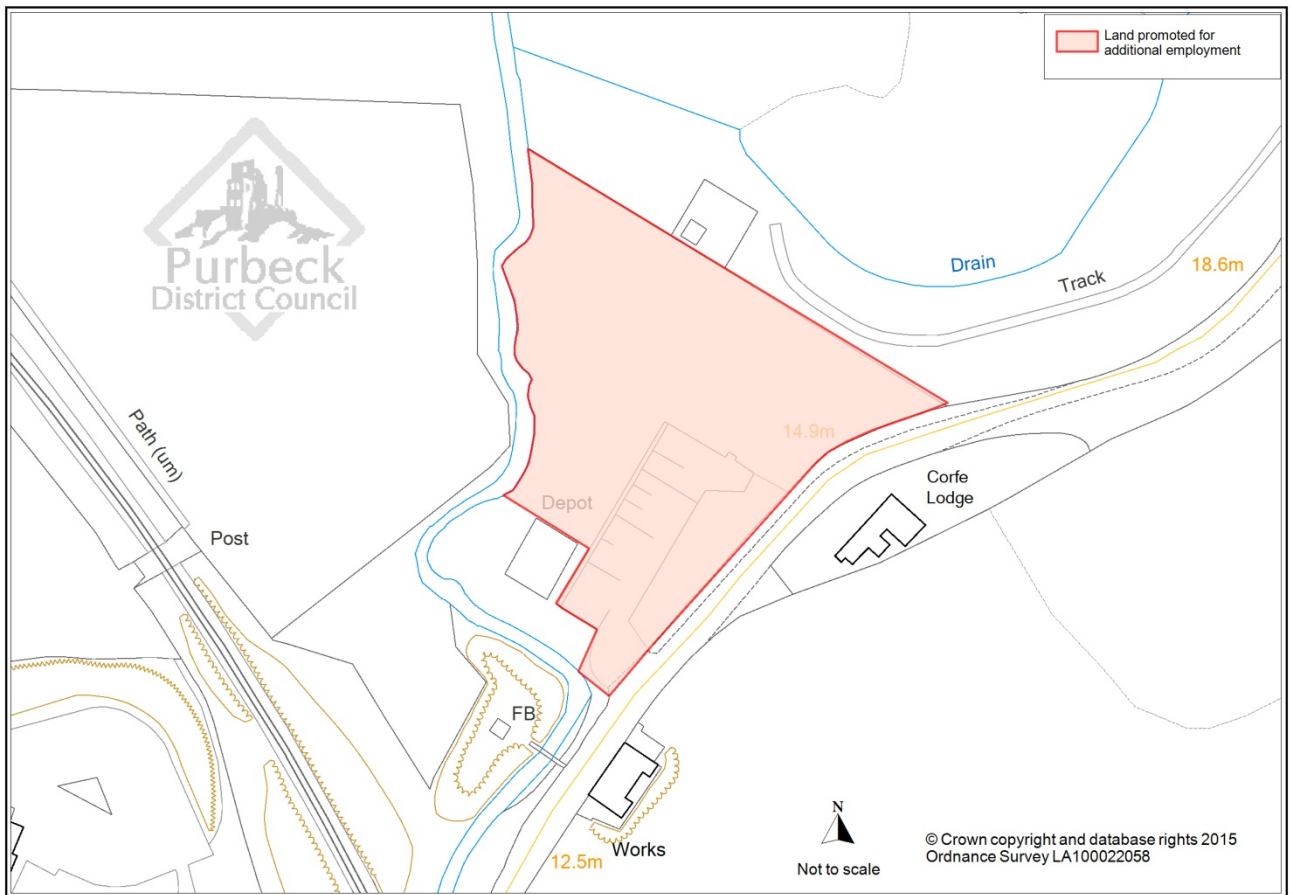 Land promoted for
additional employment
Purbeck
District Council
Drain
Track
18.6m
Path (um)
14.9m
Corfe
Lodge
Depot
Post
FB
Works
12.5m
N
Not to scale
© Crown copyright and database rights 2015
Ordnance Survey LA100022058